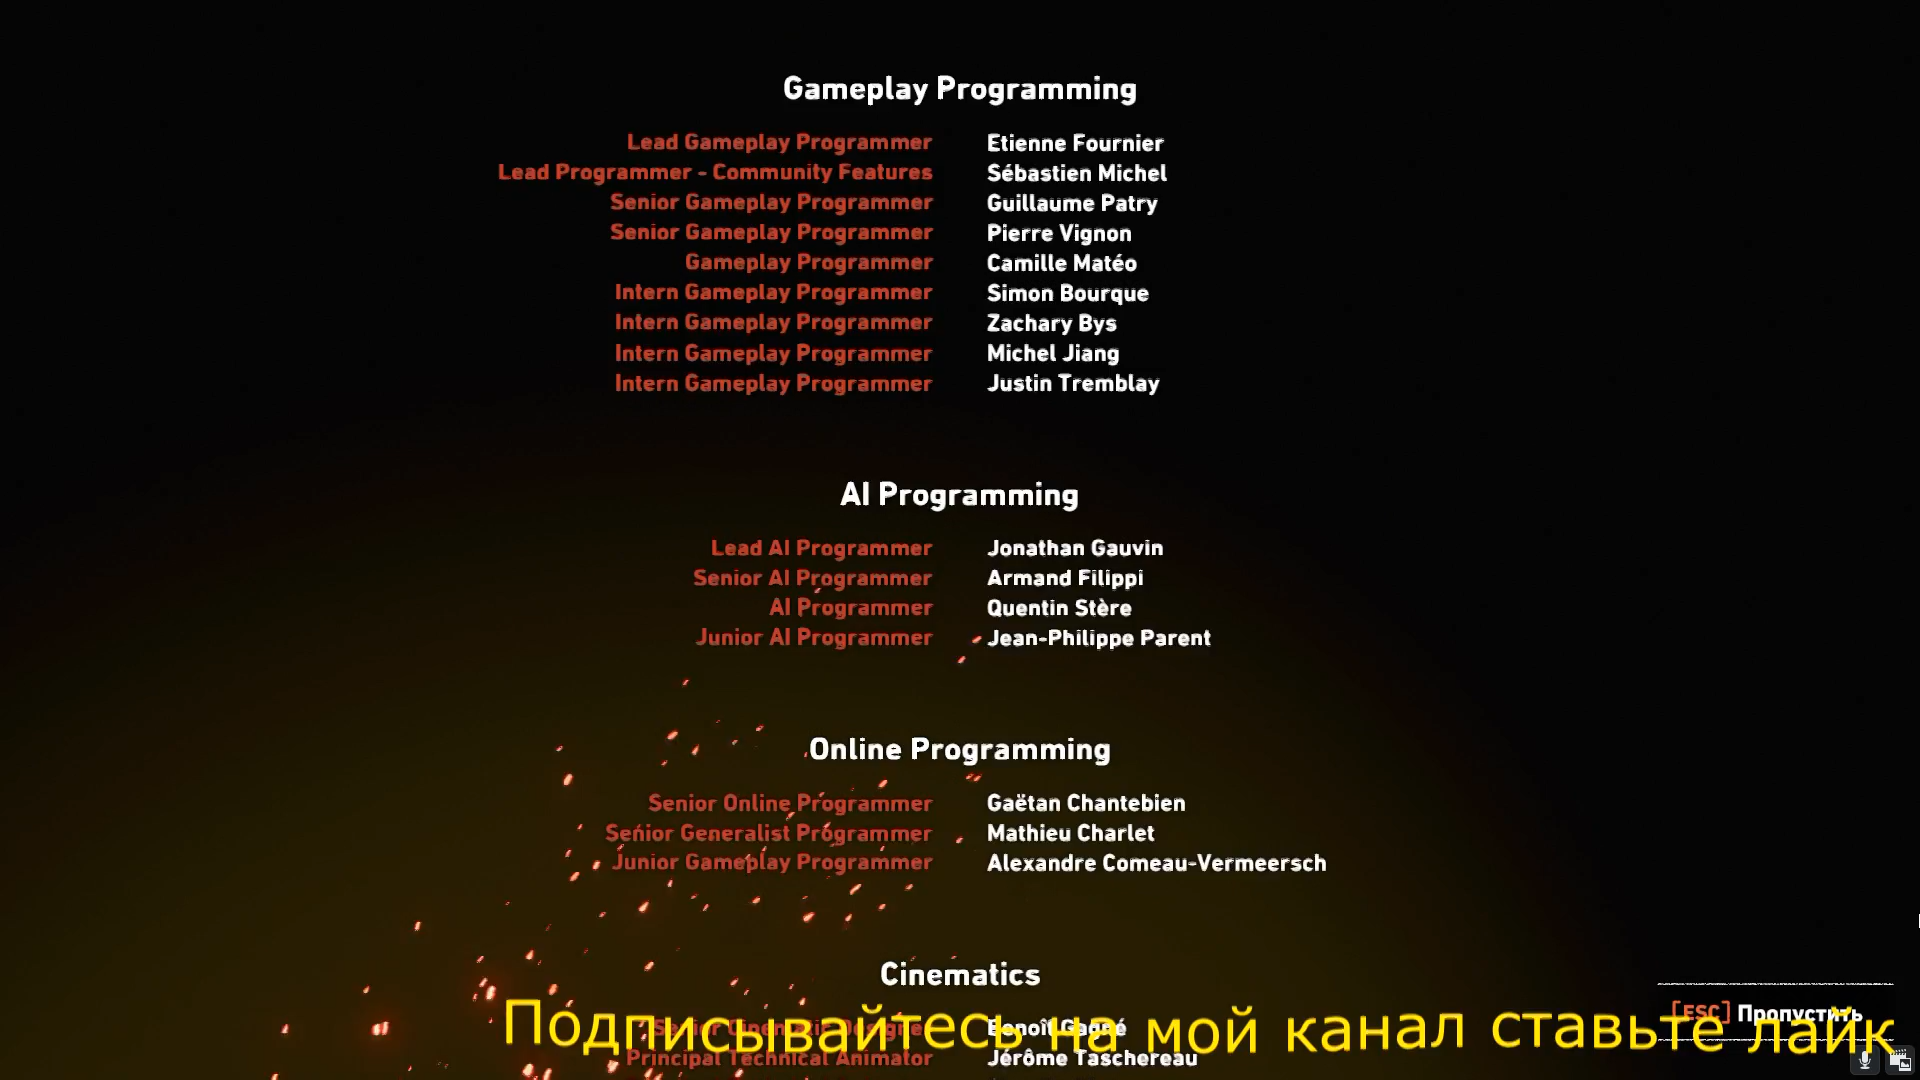 Gameplay Programming
Lead Gameplay Programmer Etienne Fournier
Lead Programmer - Community Features Sébastien Michel
Senior Gameplay Programmer Guillaume Patry
Senior Gameplay Programmer Pierre Vignon
Gameplay Programmer Camille Matéo
Intern Gameplay Programmer Simon Bourque
Intern Gameplay Programmer Zachary Bys
Intern Gameplay Programmer Michel Jiang
Intern Gameplay Programmer Justin Tremblay
AI Programming
Lead AI Programmer Jonathan Gauvin
Senior AI Programmer Armand Filippi
AI Programmer Quentin Stère
Junior AI Programmer Jean-Philippe Parent
Online Programming
Senior Online Programmer Gaëtan Chantebien
Senior Generalist Programmer Mathieu Charlet
Junior Gameplay Programmer Alexandre Comeau-Vermeersch
Cinematics
Senior Cinematic Designer Benoît Gagné
[ESC] Пропустить
Подписывайтесь на мой канал ставьте лайк
Principal Technical Animator Jérôme Taschereau